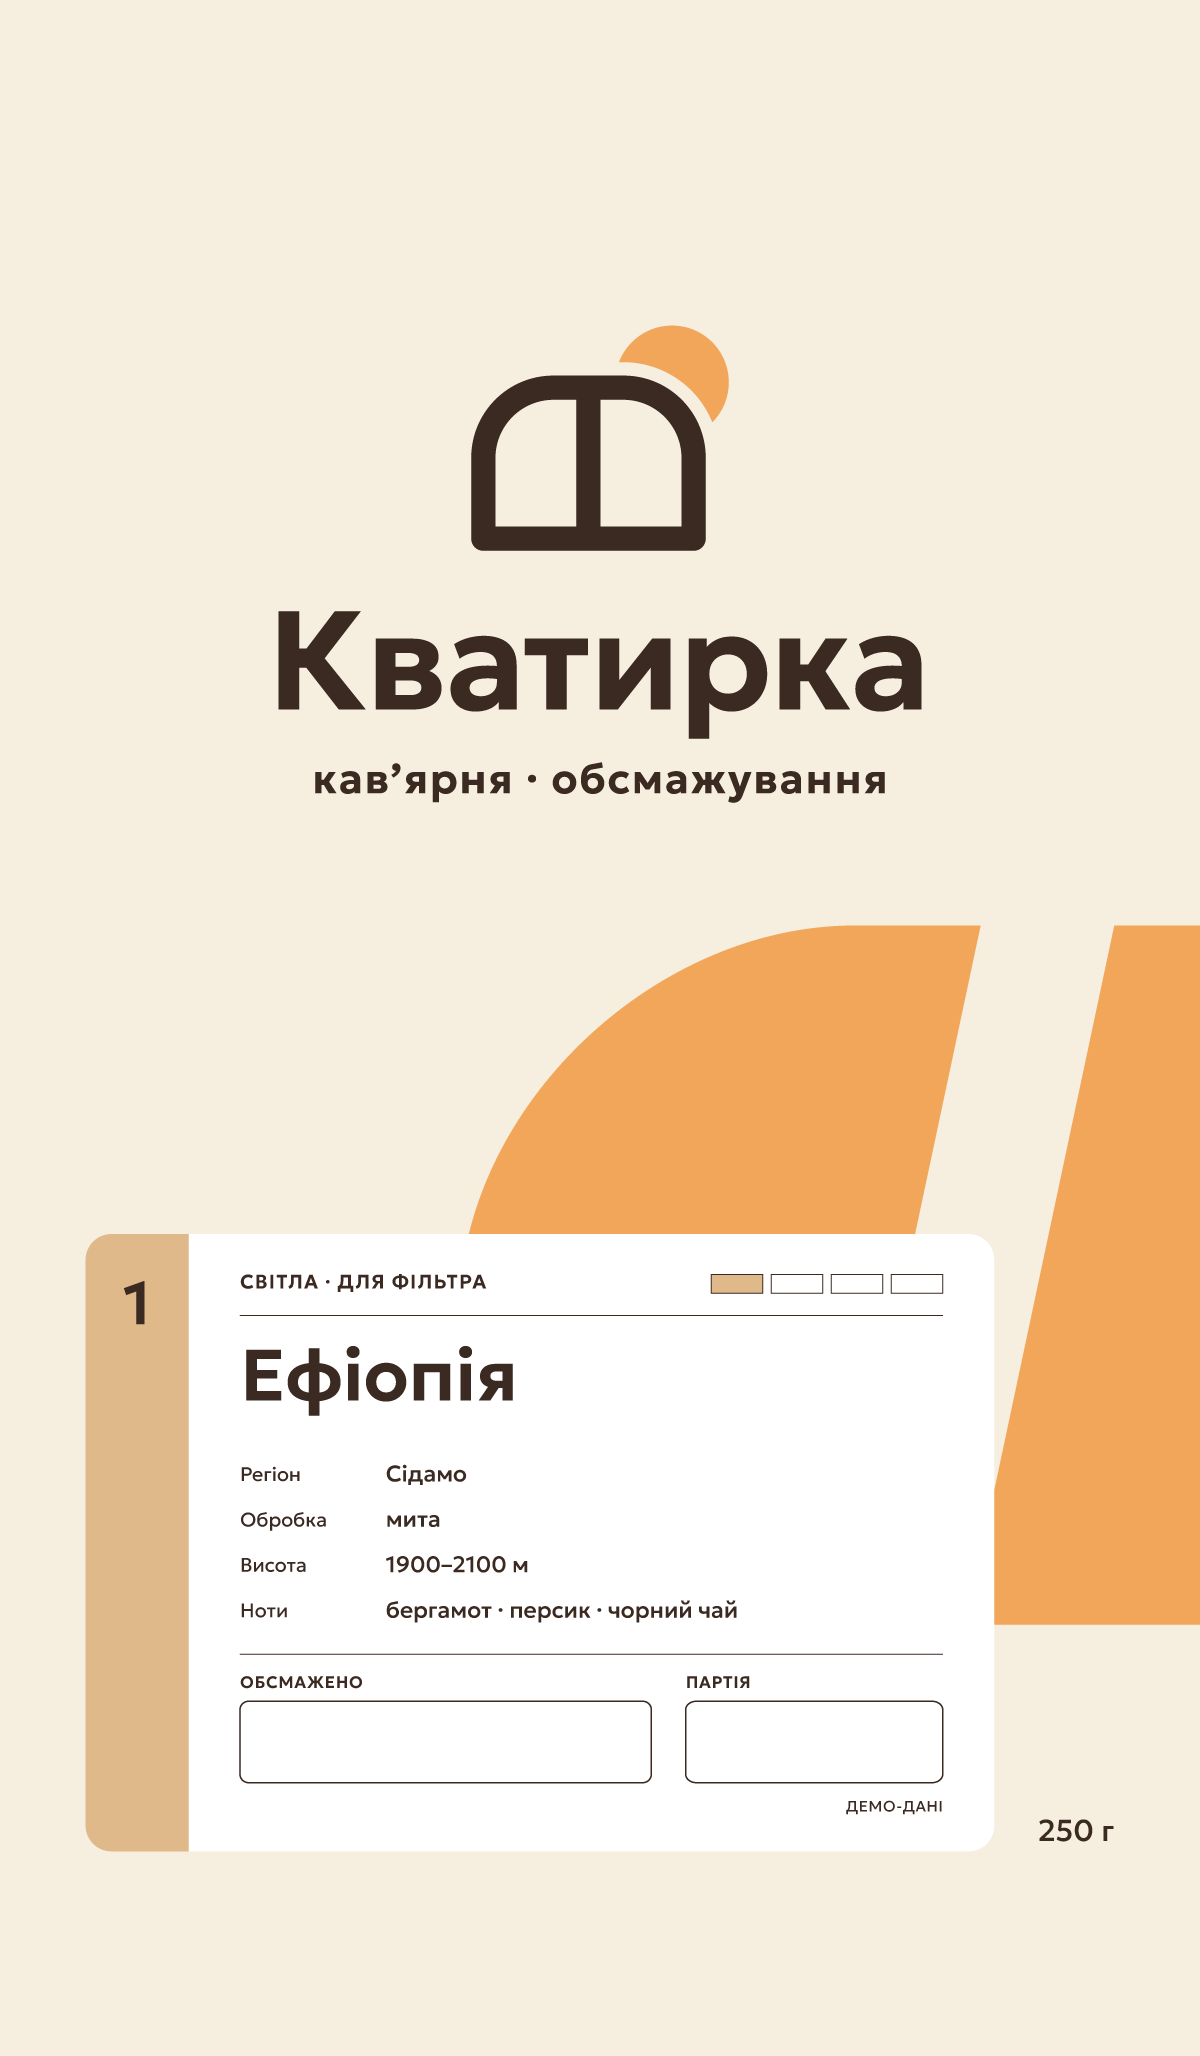 Кватирка
кав’ярня · обсмажування
1
СВІТЛА · ДЛЯ ФІЛЬТРА
Ефіопія
Регіон Сідамо
Обробка мита
Висота 1900–2100 м
Ноти бергамот · персик · чорний чай
ОБСМАЖЕНО ПАРТІЯ
ДЕМО-ДАНІ
250 г